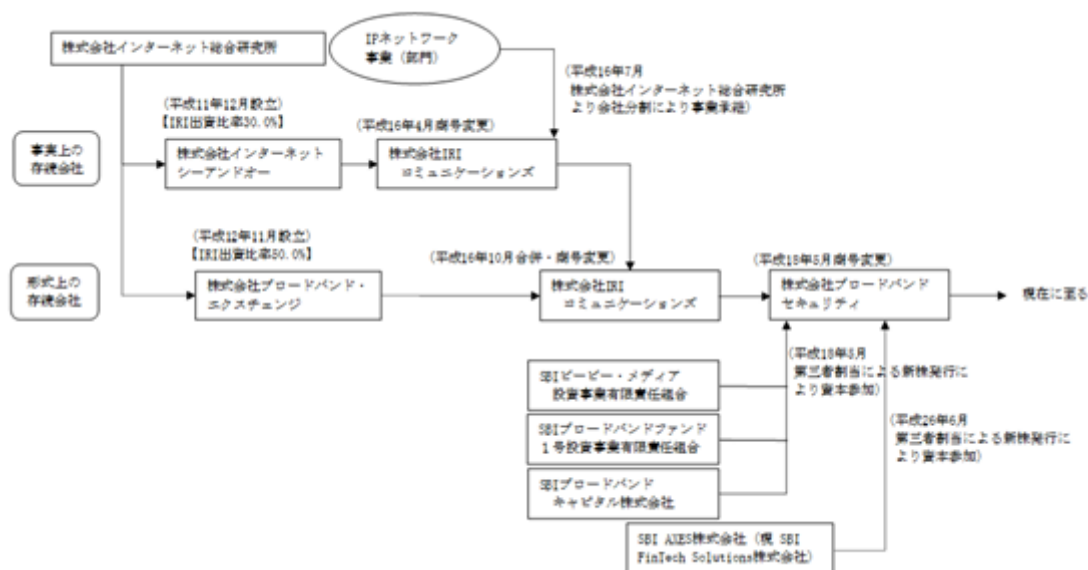 株式会社インターネット総合研究所
IPネットワーク
事業（部門）
(平成16年7月
株式会社インターネット総合研究所
より会社分割により事業承継)
(平成11年12月設立)
【IRI出資比率30.0%】
(平成16年4月商号変更)
事実上の
存続会社
株式会社インターネット
シーアンドオー
株式会社IRI
コミュニケーションズ
(平成12年11月設立)
【IRI出資比率50.0%】
(平成16年10月合併・商号変更)
(平成18年5月商号変更)
形式上の
存続会社
株式会社ブロードバンド・
エクスチェンジ
株式会社IRI
コミュニケーションズ
株式会社ブロードバンド
セキュリティ
現在に至る
(平成18年8月
第三者割当による新株発行に
より資本参加)
SBIビービー・メディア
投資事業有限責任組合
SBIブロードバンドファンド
1号投資事業有限責任組合
(平成26年6月
第三者割当による新株発行に
より資本参加)
SBIブロードバンド
キャピタル株式会社
SBI AXES株式会社（現 SBI
FinTech Solutions株式会社）